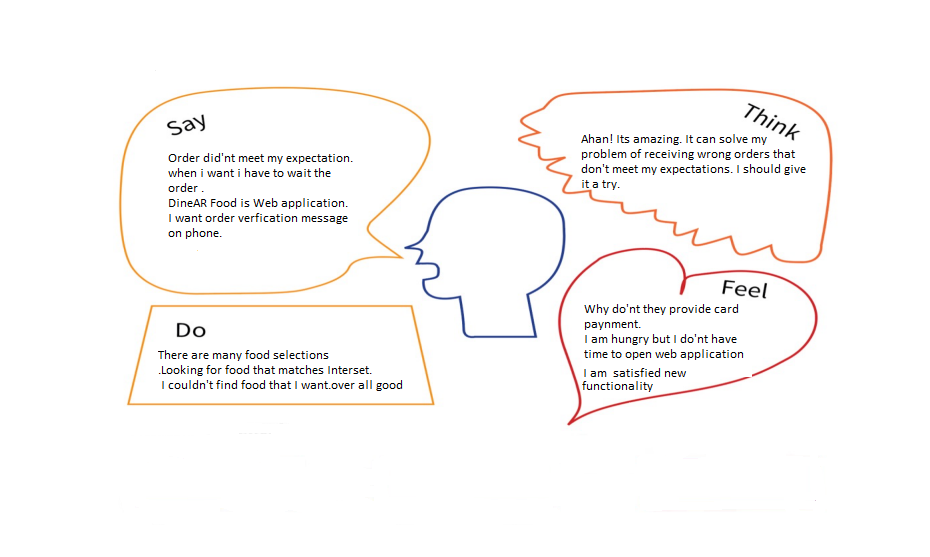 Say
Order did'nt meet my expectation.
when i want i have to wait the
order .
DineAR Food is Web application.
I want order verfication message
on phone.
Think
Ahan! Its amazing. It can solve my
problem of receiving wrong orders that
don't meet my expectations. I should give
it a try.
Do
There are many food selections
.Looking for food that matches Interset.
I couldn't find food that I want.over all good
Feel
Why do'nt they provide card
paynment.
I am hungry but I do'nt have
time to open web application
I am satisfied new
functionality